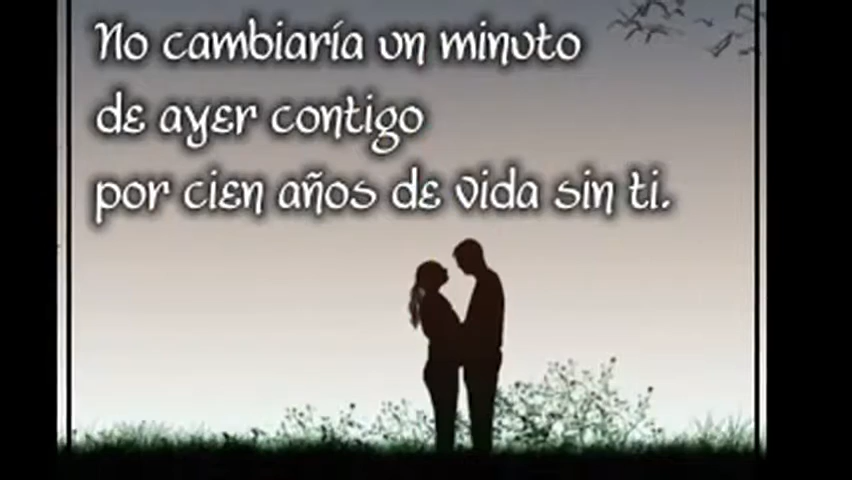 No cambiaría un minuto
de ayer contigo
por cien años de vida sin ti.